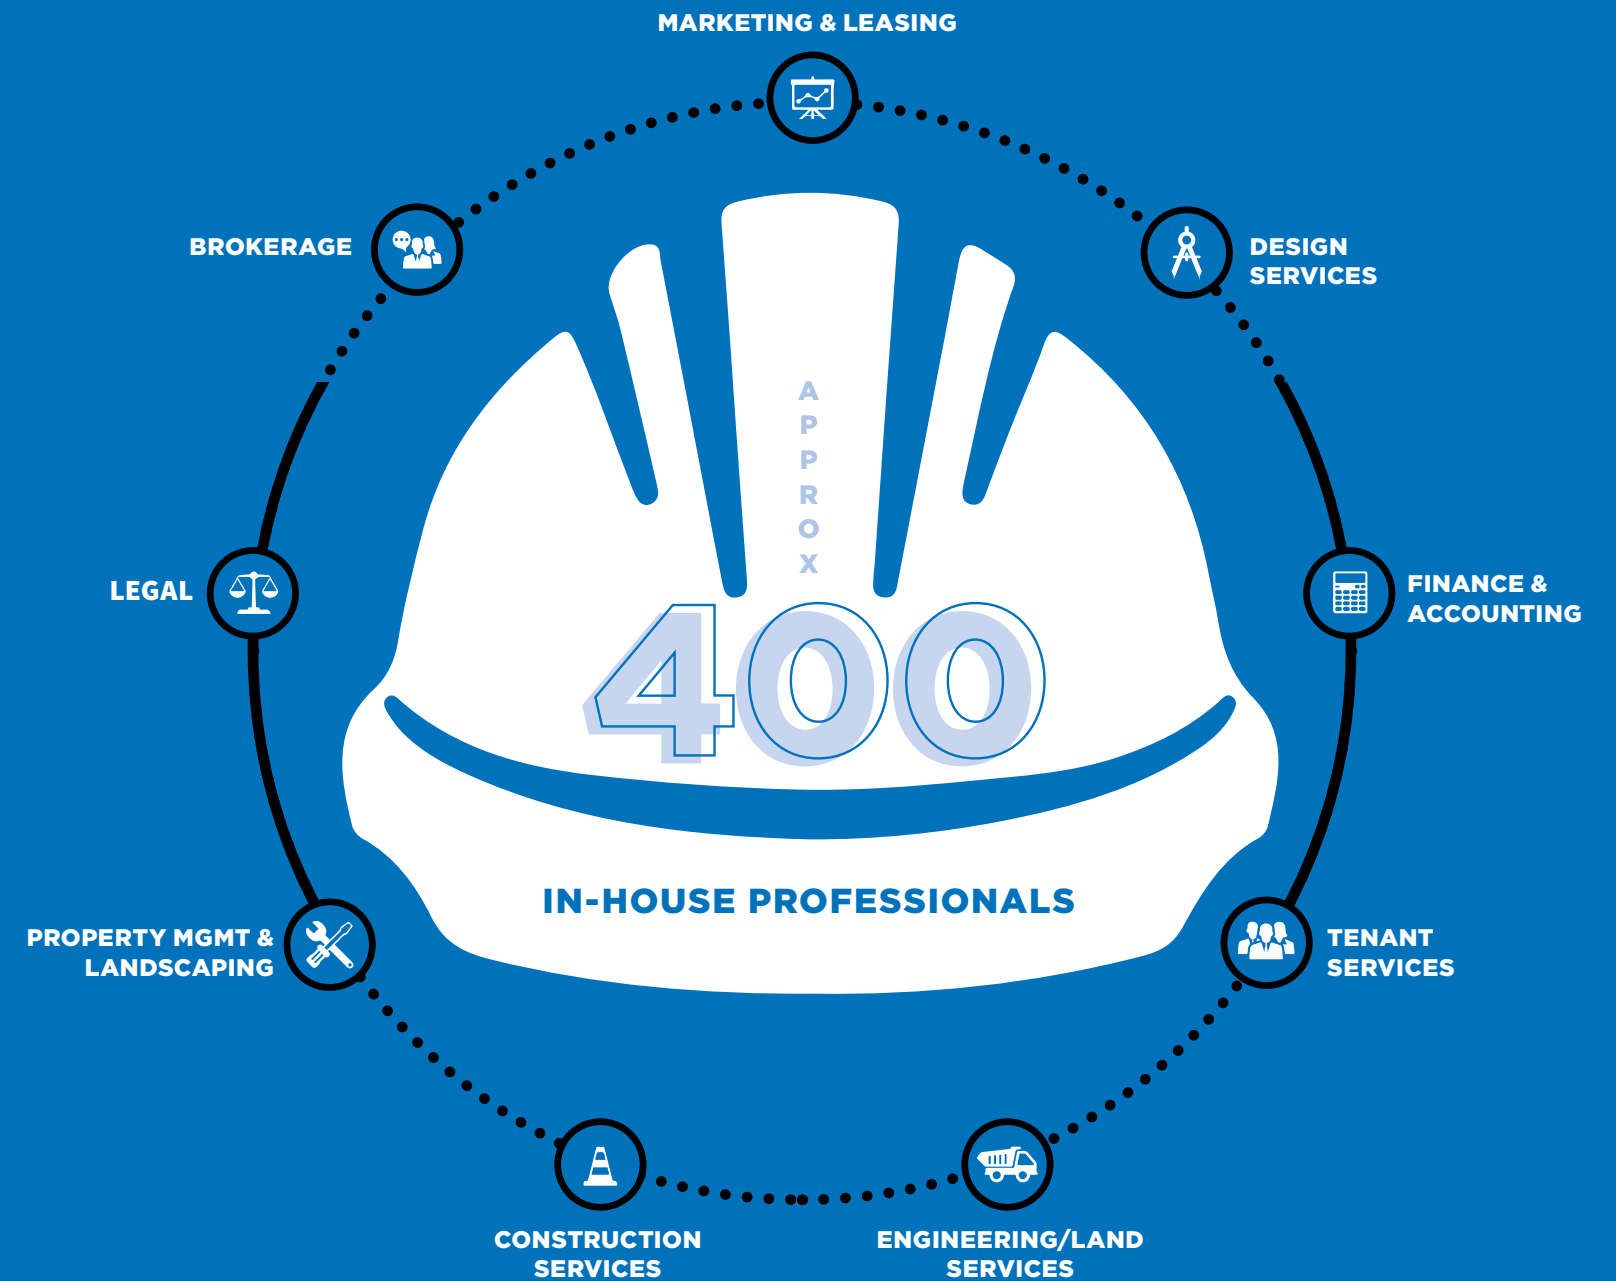 MARKETING & LEASING
BROKERAGE
DESIGN
SERVICES
A
P
P
R
O
X
LEGAL
FINANCE &
ACCOUNTING
400
IN-HOUSE PROFESSIONALS
PROPERTY MGMT &
LANDSCAPING
TENANT
SERVICES
CONSTRUCTION
SERVICES
ENGINEERING/LAND
SERVICES